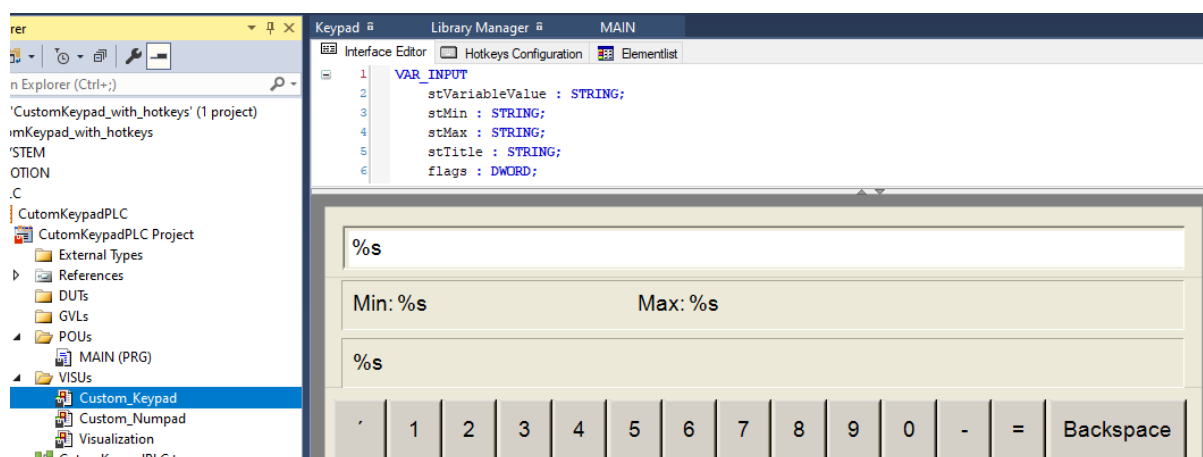 rer
Keypad Library Manager MAIN
Interface Editor Hotkeys Configuration Elementlist
n Explorer (Ctrl+;)
'CustomKeypad_with_hotkeys' (1 project)
omKeypad_with_hotkeys
YSTEM
OTION
LC
CutomKeypadPLC
CutomKeypadPLC Project
External Types
References
DUTs
GVLs
POUs
MAIN (PRG)
VISUs
Custom_Keypad
Custom_Numpad
Visualization
1 VAR_INPUT
2 stVariableValue : STRING;
3 stMin : STRING;
4 stMax : STRING;
5 stTitle : STRING;
6 flags : DWORD;
%s
Min: %s Max: %s
%s
´ 1 2 3 4 5 6 7 8 9 0 - = Backspace